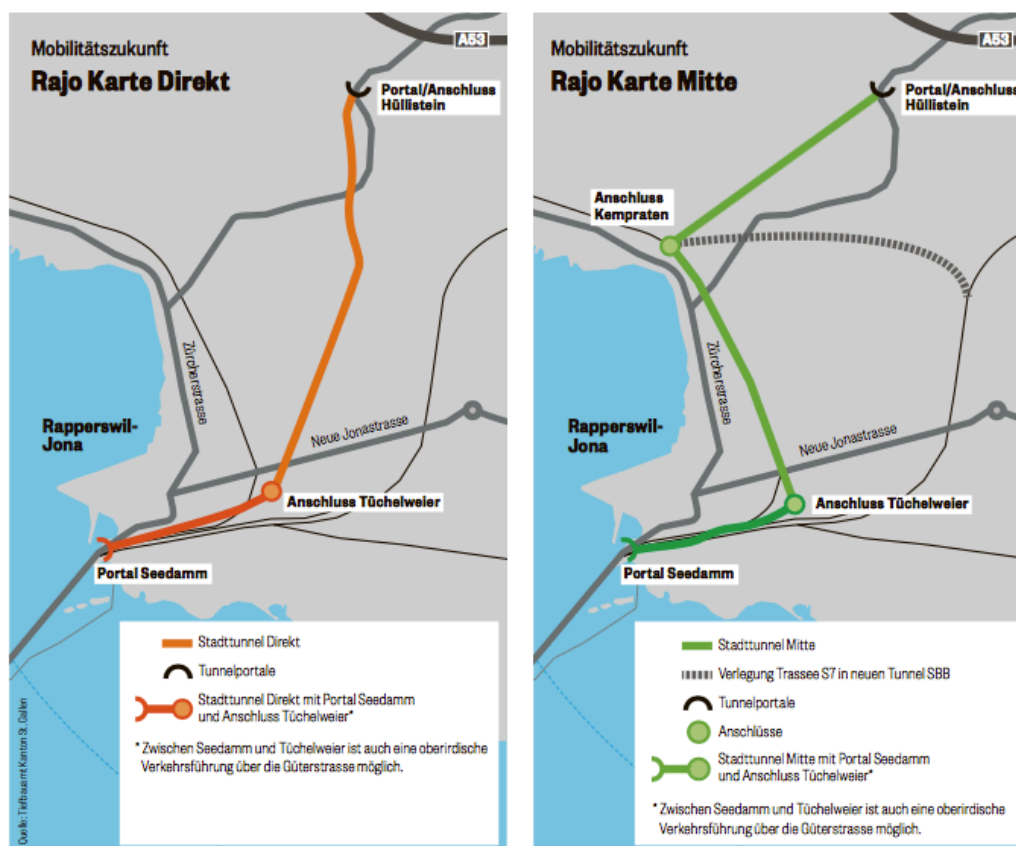 Mobilitätszukunft
Rajo Karte Direkt
A53
Portal/Anschluss
Hüllistein
Zürcherstrasse
Rapperswil-
Jona
Neue Jonastrasse
Anschluss Tüchelweier
Portal Seedamm
Stadttunnel Direkt
Tunnelportale
Stadttunnel Direkt mit Portal Seedamm
und Anschluss Tüchelweier*
* Zwischen Seedamm und Tüchelweier ist auch eine oberirdische
Verkehrsführung über die Güterstrasse möglich.
Quelle: Tiefbauamt Kanton St. Gallen
Mobilitätszukunft
Rajo Karte Mitte
A53
Portal/Anschluss
Hüllistein
Anschluss
Kempraten
Zürcherstrasse
Rapperswil-
Jona
Neue Jonastrasse
Anschluss Tüchelweier
Portal Seedamm
Stadttunnel Mitte
Verlegung Trassee S7 in neuen Tunnel SBB
Tunnelportale
Anschlüsse
Stadttunnel Mitte mit Portal Seedamm
und Anschluss Tüchelweier*
* Zwischen Seedamm und Tüchelweier ist auch eine oberirdische
Verkehrsführung über die Güterstrasse möglich.